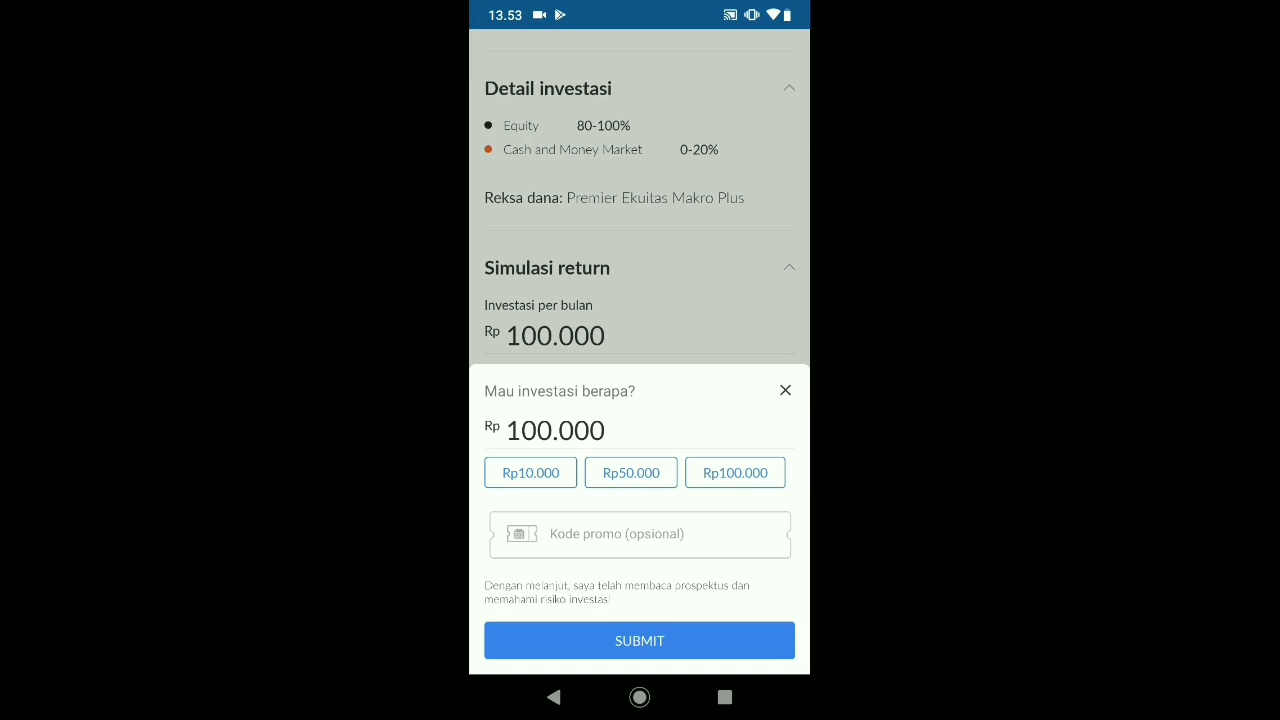 13.53
Detail investasi
Equity 80-100%
Cash and Money Market 0-20%
Reksa dana: Premier Ekuitas Makro Plus
Simulasi return
Investasi per bulan
Rp 100.000
Mau investasi berapa?
Rp 100.000
Rp10.000 Rp50.000 Rp100.000
Kode promo (opsional)
Dengan melanjut, saya telah membaca prospektus dan
memahami risiko investasi
SUBMIT